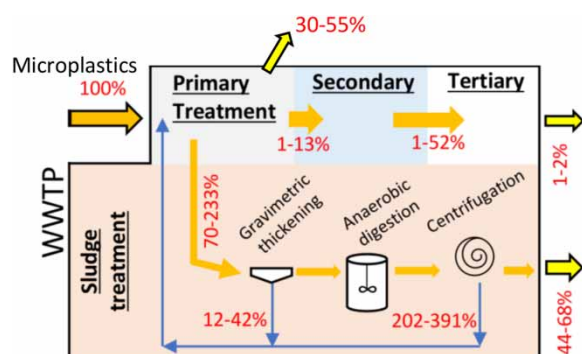 30-55%
Microplastics
100%
Primary
Treatment
Secondary
Tertiary
1-13%
1-52%
1-2%
WWTP
Sludge
treatment
70-233%
Gravimetric
thickening
Anaerobic
digestion
Centrifugation
12-42%
202-391%
44-68%